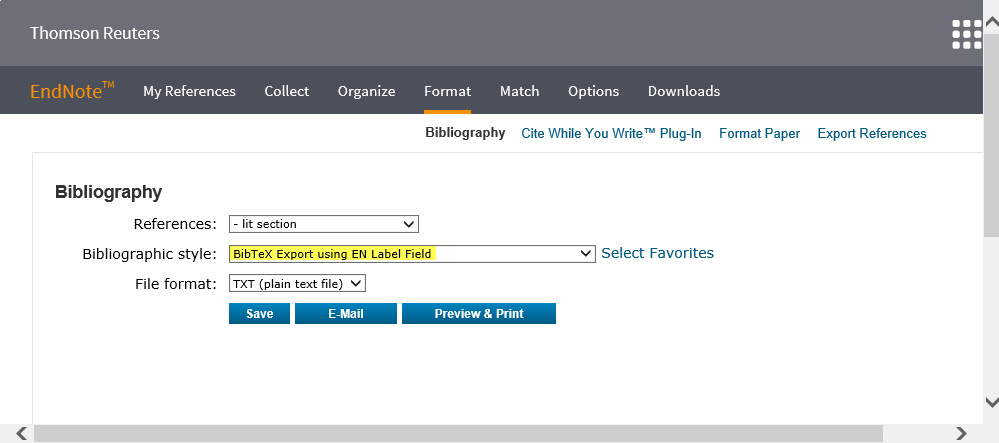 Thomson Reuters
EndNote™ My References Collect Organize Format Match Options Downloads
Bibliography Cite While You Write™ Plug-In Format Paper Export References
Bibliography
References: - lit section
Bibliographic style: BibTeX Export using EN Label Field Select Favorites
File format: TXT (plain text file)
Save E-Mail Preview & Print